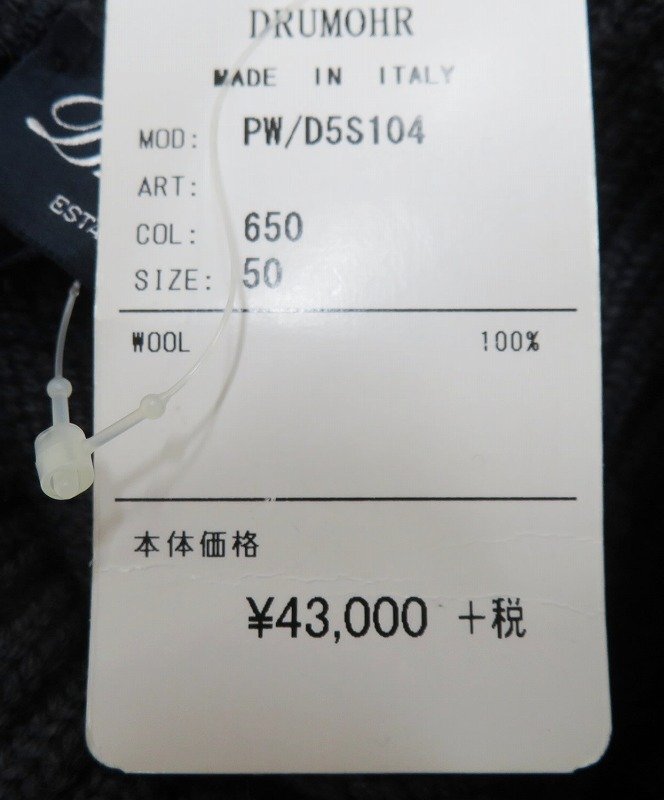 DRUMOHR
MADE IN ITALY
MOD: PW/D5S104
ART:
COL: 650
SIZE: 50
WOOL 100%
本体価格
¥43,000 +税